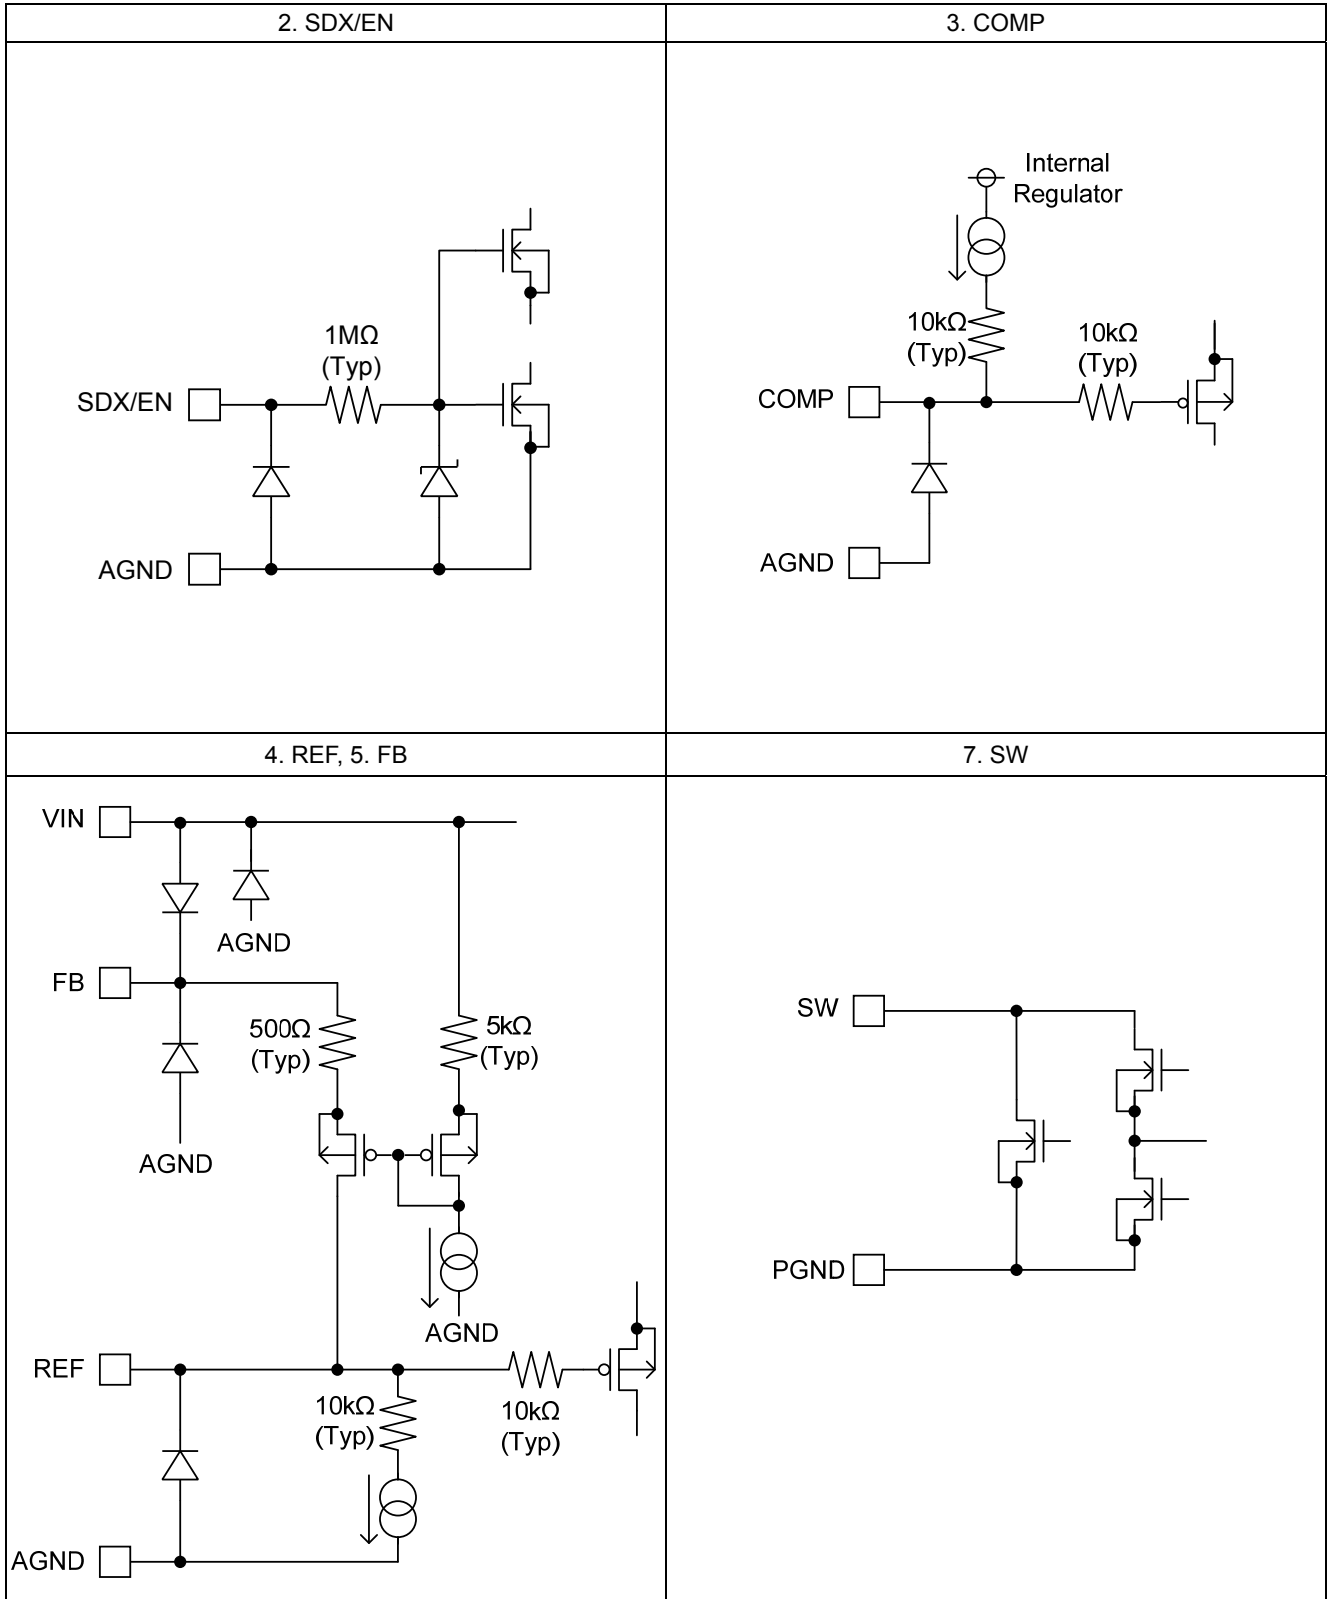 2. SDX/EN
3. COMP
1MΩ
(Typ)
SDX/EN
AGND
Internal
Regulator
10kΩ
(Typ)
10kΩ
(Typ)
COMP
AGND
4. REF, 5. FB
7. SW
VIN
AGND
FB
500Ω
(Typ)
5kΩ
(Typ)
AGND
AGND
REF
10kΩ
(Typ)
10kΩ
(Typ)
AGND
SW
PGND